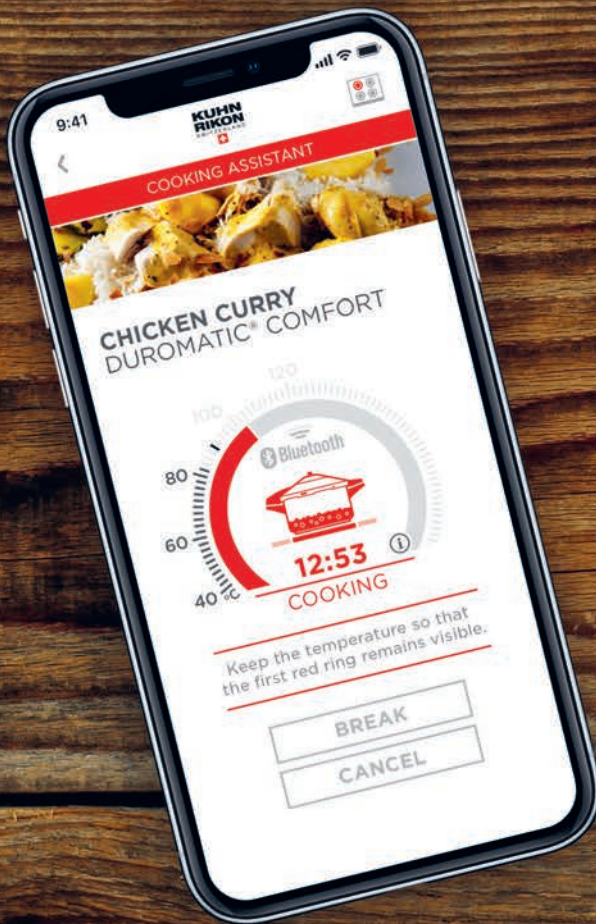 9:41
KUHN
RIKON
SWITZERLAND
COOKING ASSISTANT
CHICKEN CURRY
DUROMATIC® COMFORT
120
100
80
60
40 °C
Bluetooth
12:53
i
COOKING
Keep the temperature so that
the first red ring remains visible.
BREAK
CANCEL